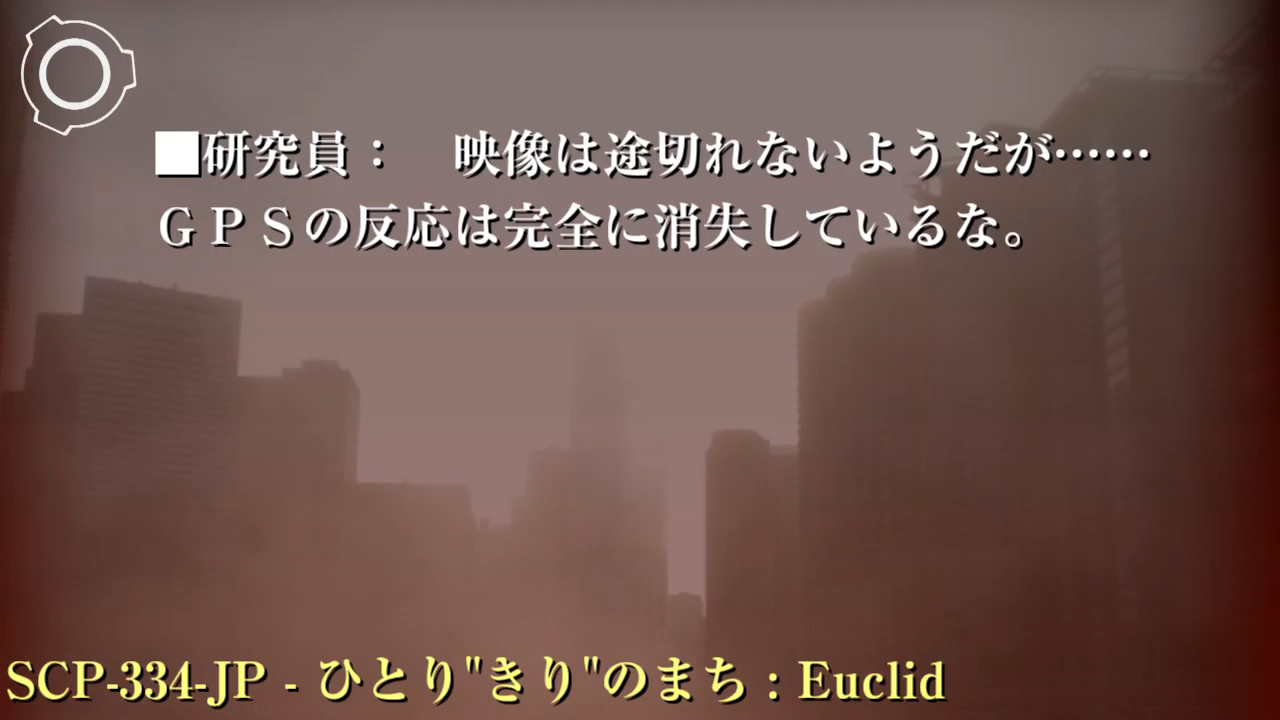 ■研究員：　映像は途切れないようだが……
ＧＰＳの反応は完全に消失しているな。
SCP-334-JP - ひとり"きり"のまち : Euclid